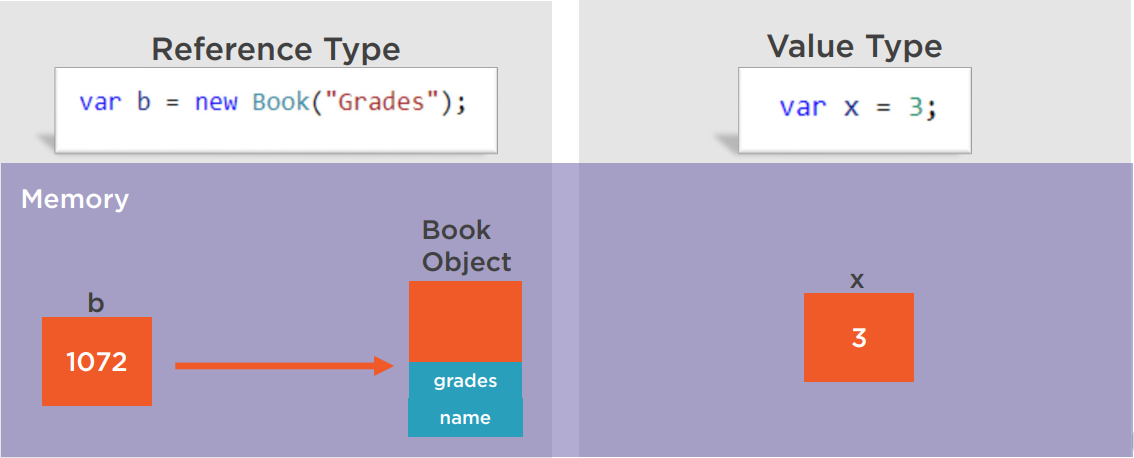 Reference Type
var b = new Book("Grades");
Value Type
var x = 3;
Memory
Book
Object
b
1072
grades
name
x
3